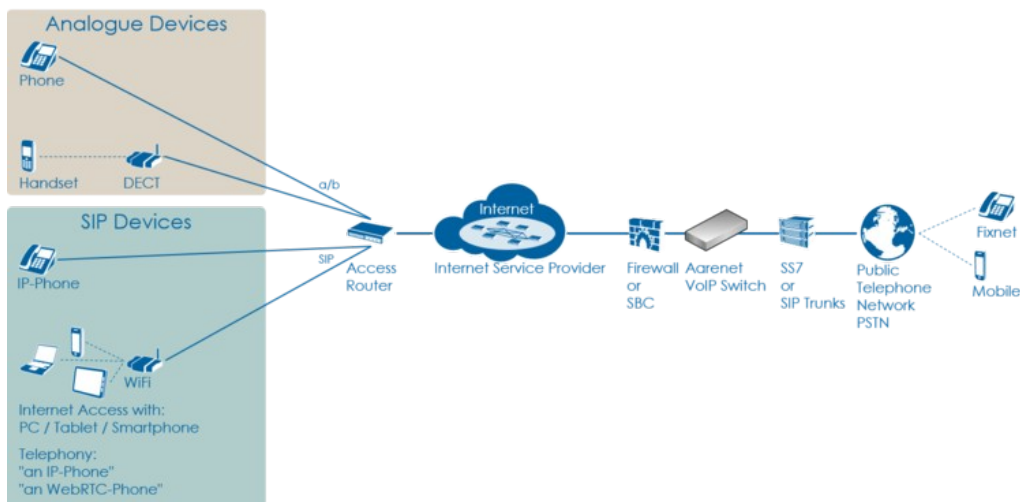 Analogue Devices
Phone
Handset
DECT
a/b
SIP Devices
SIP
IP-Phone
WiFi
Internet Access with:
PC / Tablet / Smartphone
Telephony:
"an IP-Phone"
"an WebRTC-Phone"
Access
Router
Internet
Internet Service Provider
Firewall
or
SBC
Aarenet
VoIP Switch
SS7
or
SIP Trunks
Public
Telephone
Network
PSTN
Fixnet
Mobile